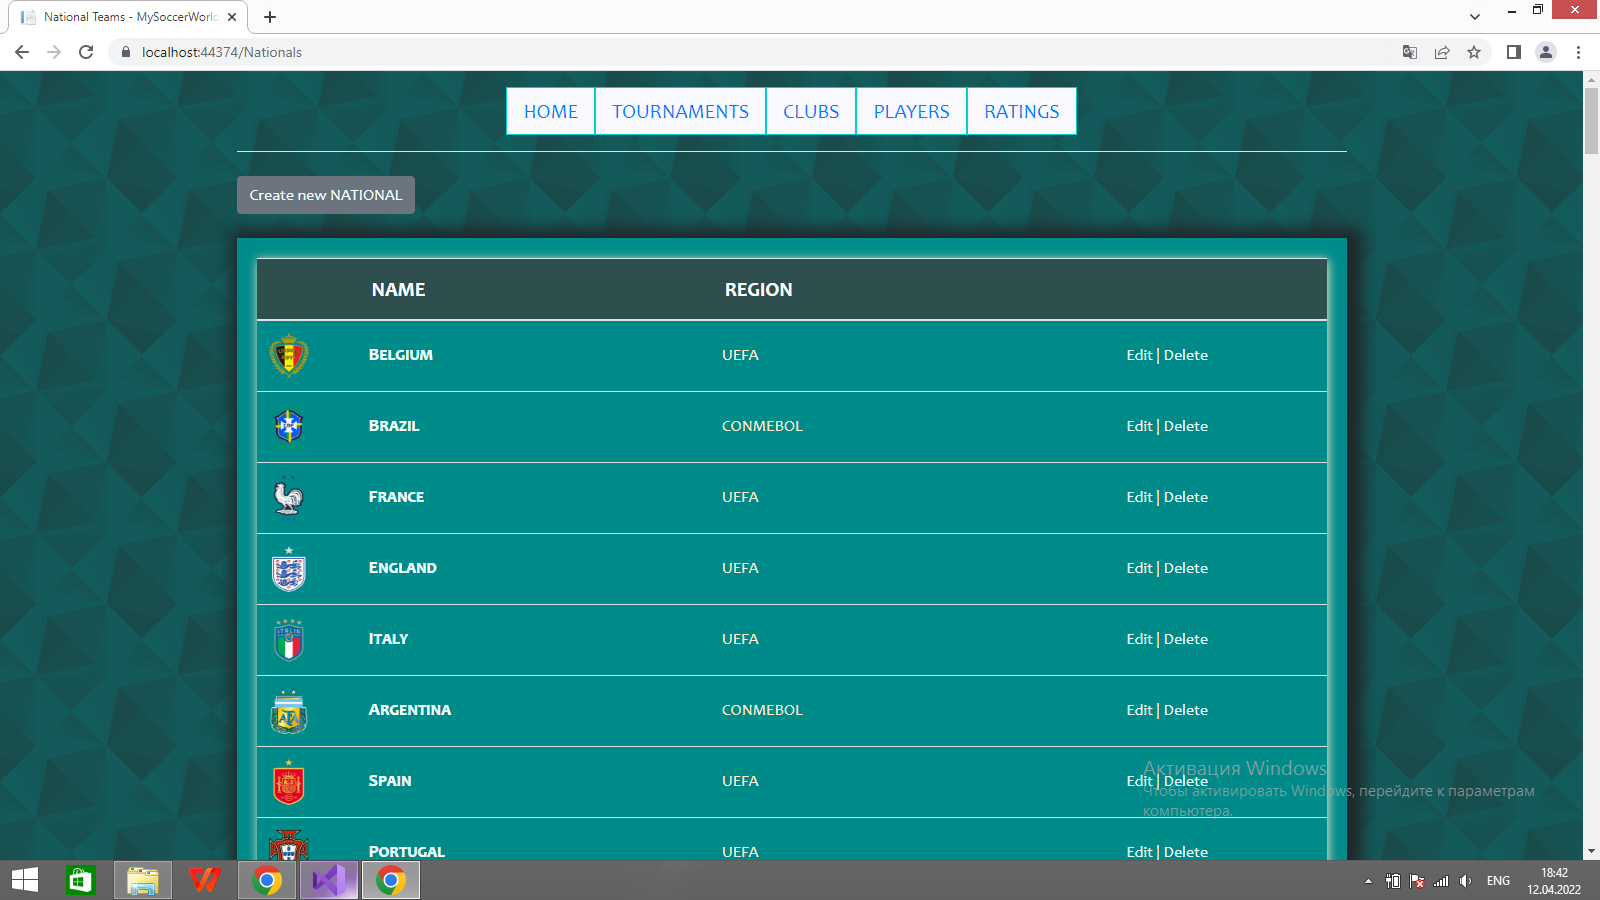 National Teams - MySoccerWorld
localhost:44374/Nationals
HOME TOURNAMENTS CLUBS PLAYERS RATINGS
Create new NATIONAL
NAME REGION
BELGIUM UEFA Edit | Delete
BRAZIL CONMEBOL Edit | Delete
FRANCE UEFA Edit | Delete
ENGLAND UEFA Edit | Delete
ITALIA
ITALY UEFA Edit | Delete
AFA
ARGENTINA CONMEBOL Edit | Delete
SPAIN UEFA Edit | Delete
Активация Windows
Чтобы активировать Windows, перейдите к параметрам
компьютера.
PORTUGAL UEFA Edit | Delete
ENG
18:42
12.04.2022